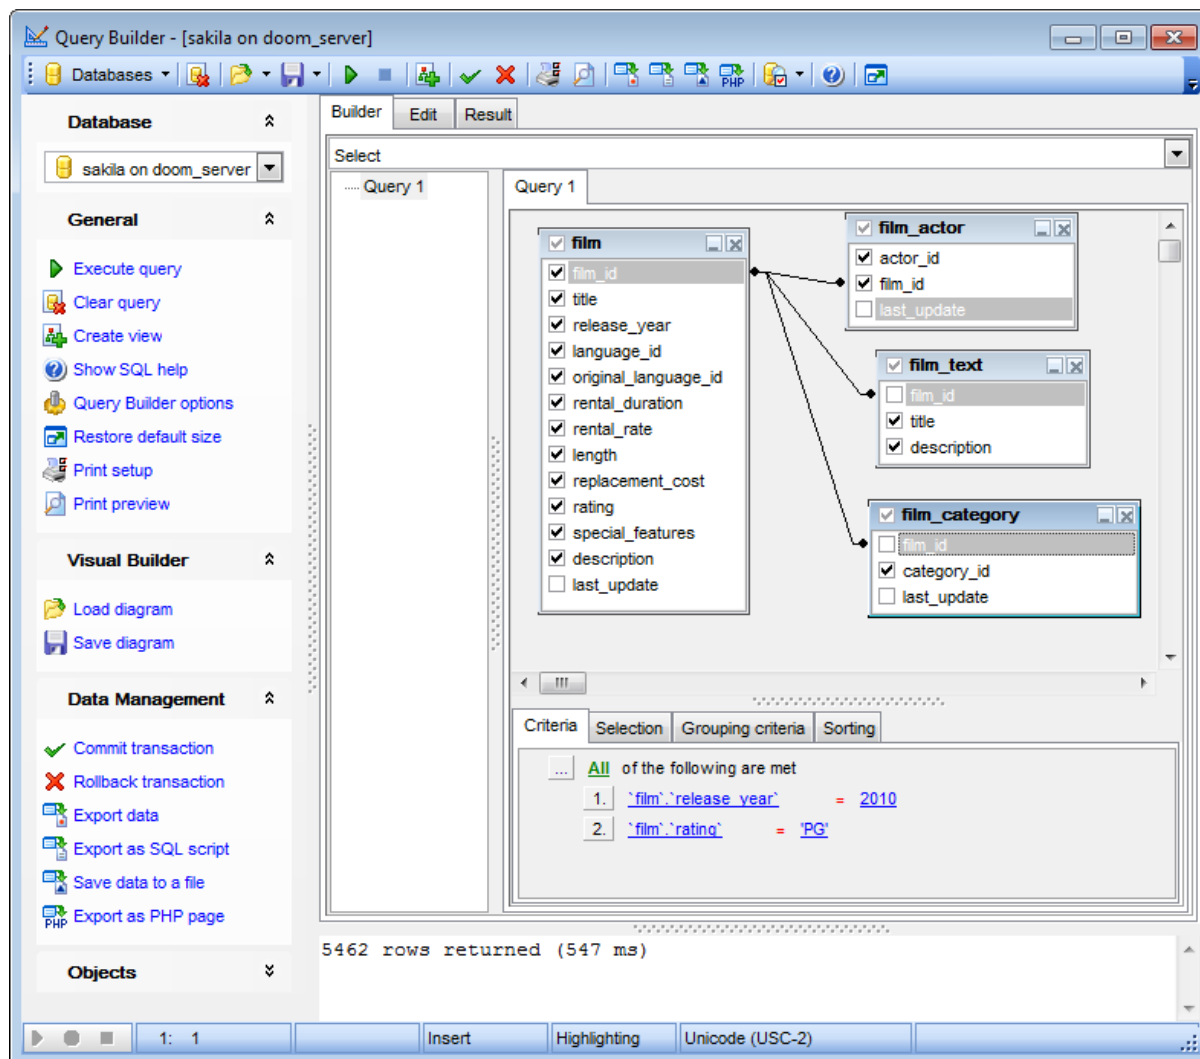 Query Builder - [sakila on doom_server]
Databases
PHP
Database
sakila on doom_server
General
Execute query
Clear query
Create view
Show SQL help
Query Builder options
Restore default size
Print setup
Print preview
Visual Builder
Load diagram
Save diagram
Data Management
Commit transaction
Rollback transaction
Export data
Export as SQL script
Save data to a file
PHP Export as PHP page
Objects
Builder Edit Result
Select
Query 1
Query 1
film
film_id
title
release_year
language_id
original_language_id
rental_duration
rental_rate
length
replacement_cost
rating
special_features
description
last_update
film_actor
actor_id
film_id
last_update
film_text
film_id
title
description
film_category
film_id
category_id
last_update
Criteria Selection Grouping criteria Sorting
... All of the following are met
1. `film`.`release_year` = 2010
2. `film`.`rating` = 'PG'
5462 rows returned (547 ms)
1: 1 Insert Highlighting Unicode (USC-2)